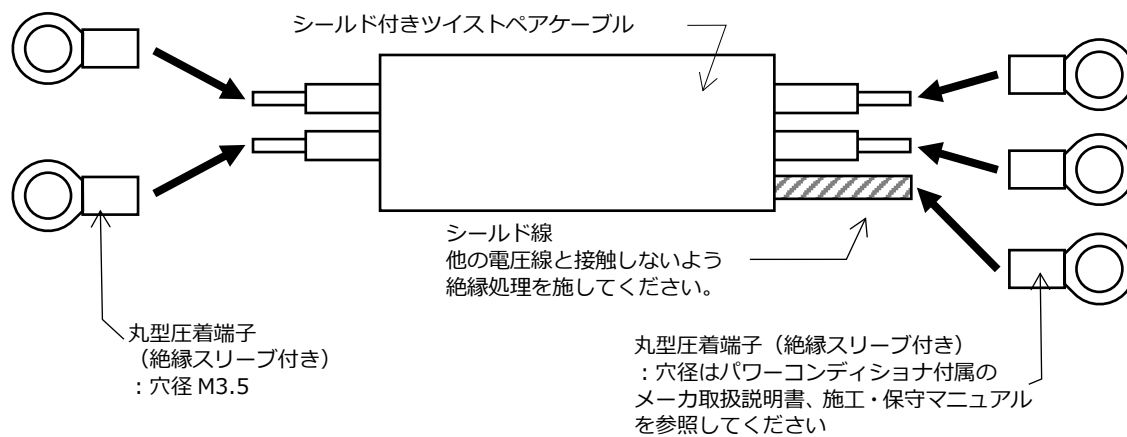 シールド付きツイストペアケーブル
シールド線
他の電圧線と接触しないよう
絶縁処理を施してください。
丸型圧着端子
（絶縁スリーブ付き）
：穴径 M3.5
丸型圧着端子（絶縁スリーブ付き）
：穴径はパワーコンディショナ付属の
メーカ取扱説明書、施工・保守マニュアル
を参照してください